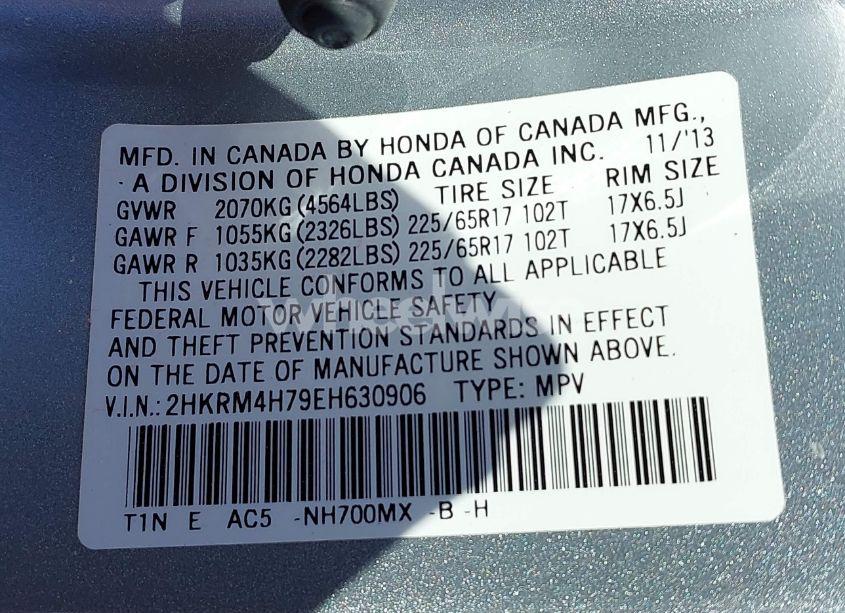 MFD. IN CANADA BY HONDA OF CANADA MFG.,
A DIVISION OF HONDA CANADA INC. 11/'13
TIRE SIZE RIM SIZE
GVWR 2070KG (4564LBS)
GAWR F 1055KG (2326LBS) 225/65R17 102T 17X6.5J
GAWR R 1035KG (2282LBS) 225/65R17 102T 17X6.5J
THIS VEHICLE CONFORMS TO ALL APPLICABLE
FEDERAL MOTOR VEHICLE SAFETY
AND THEFT PREVENTION STANDARDS IN EFFECT
ON THE DATE OF MANUFACTURE SHOWN ABOVE.
V.I.N.: 2HKRM4H79EH630906 TYPE: MPV
T1N E AC5 -NH700MX -B -H